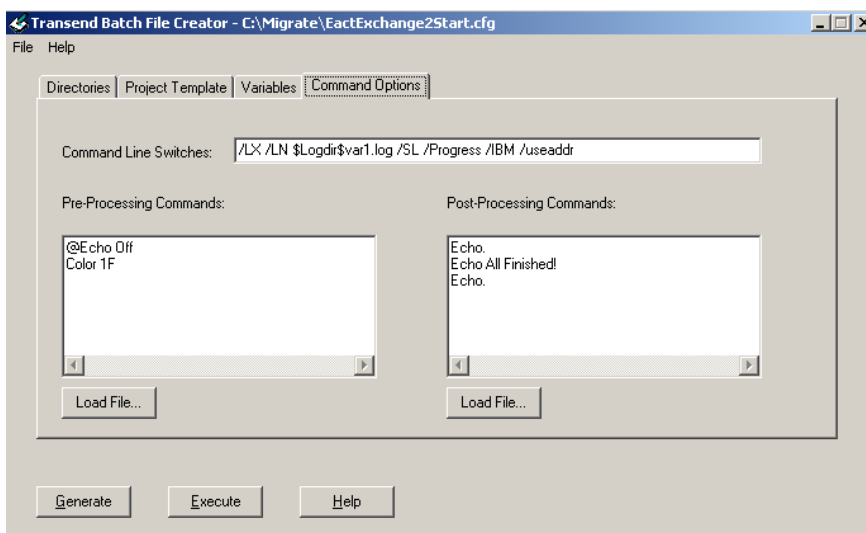 Transend Batch File Creator - C:\Migrate\EactExchange2Start.cfg
File Help
Directories Project Template Variables Command Options
Command Line Switches: /LX /LN $Logdir$var1.log /SL /Progress /IBM /useaddr
Pre-Processing Commands: Post-Processing Commands:
@Echo Off
Color 1F
Echo.
Echo All Finished!
Echo.
Load File... Load File...
Generate Execute Help